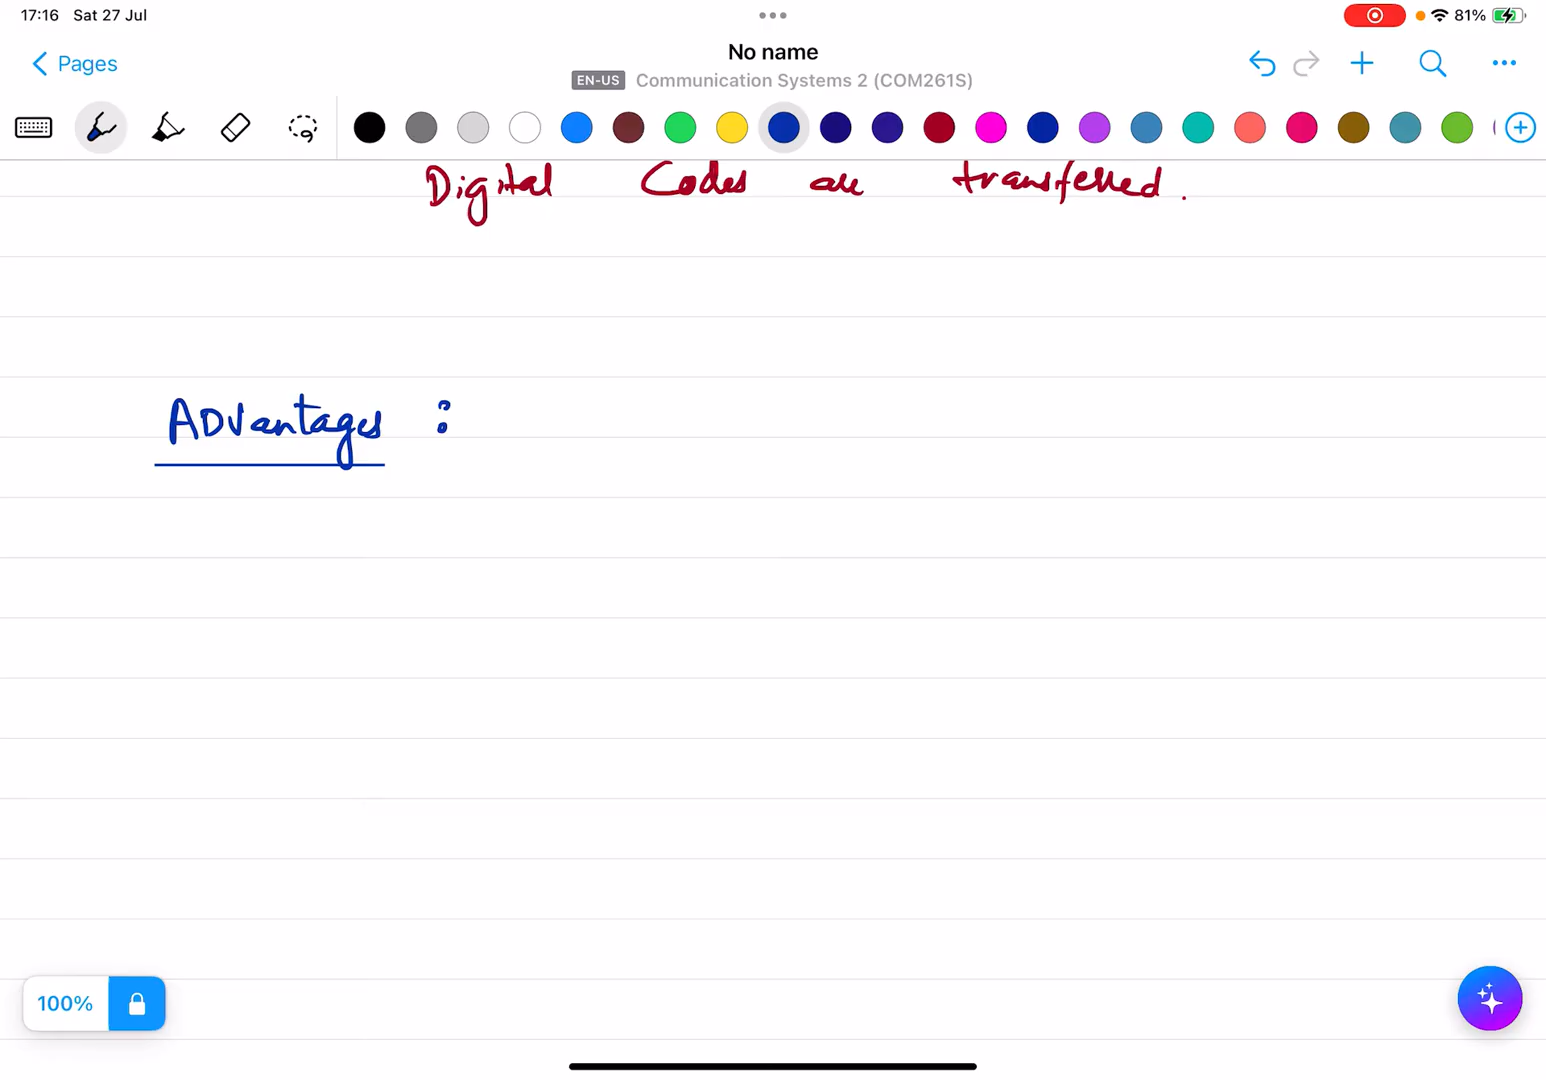 17:16 Sat 27 Jul 81%
Pages No name
EN-US Communication Systems 2 (COM261S)
Digital Codes are transferred.
Advantages :
100%